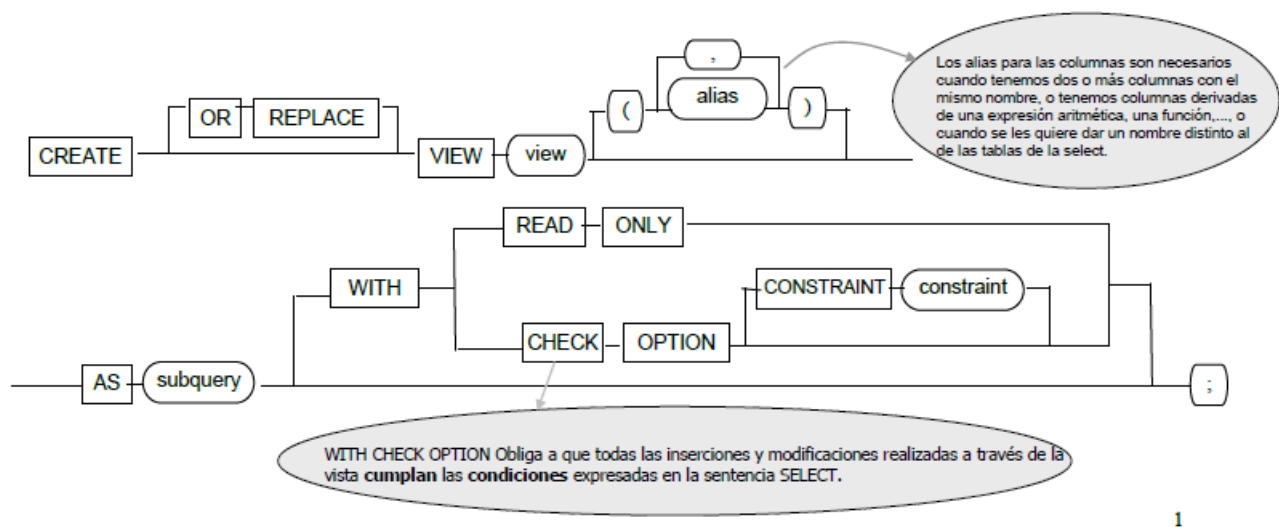 OR REPLACE
CREATE VIEW view ( , alias )
Los alias para las columnas son necesarios
cuando tenemos dos o más columnas con el
mismo nombre, o tenemos columnas derivadas
de una expresión aritmética, una función,..., o
cuando se les quiere dar un nombre distinto al
de las tablas de la select.
READ ONLY
WITH
CONSTRAINT constraint
CHECK OPTION
AS subquery ;
WITH CHECK OPTION Obliga a que todas las inserciones y modificaciones realizadas a través de la
vista cumplan las condiciones expresadas en la sentencia SELECT.
1